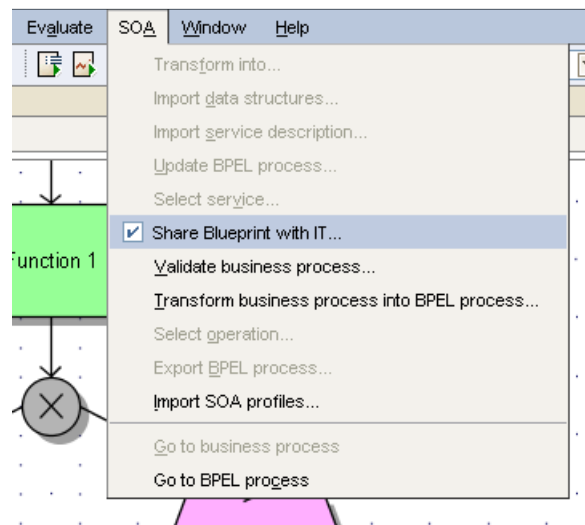 Evaluate SOA Window Help
Transform into...
Import data structures...
Import service description...
Update BPEL process...
Select service...
Share Blueprint with IT...
Function 1
Validate business process...
Transform business process into BPEL process...
Select operation...
Export BPEL process...
Import SOA profiles...
Go to business process
Go to BPEL process